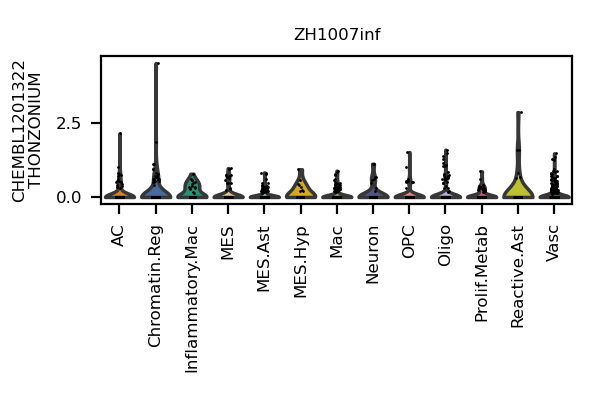 ZH1007inf
CHEMBL1201322
THONZONIUM
2.5
0.0
AC
Chromatin.Reg
Inflammatory.Mac
MES
MES.Ast
MES.Hyp
Mac
Neuron
OPC
Oligo
Prolif.Metab
Reactive.Ast
Vasc